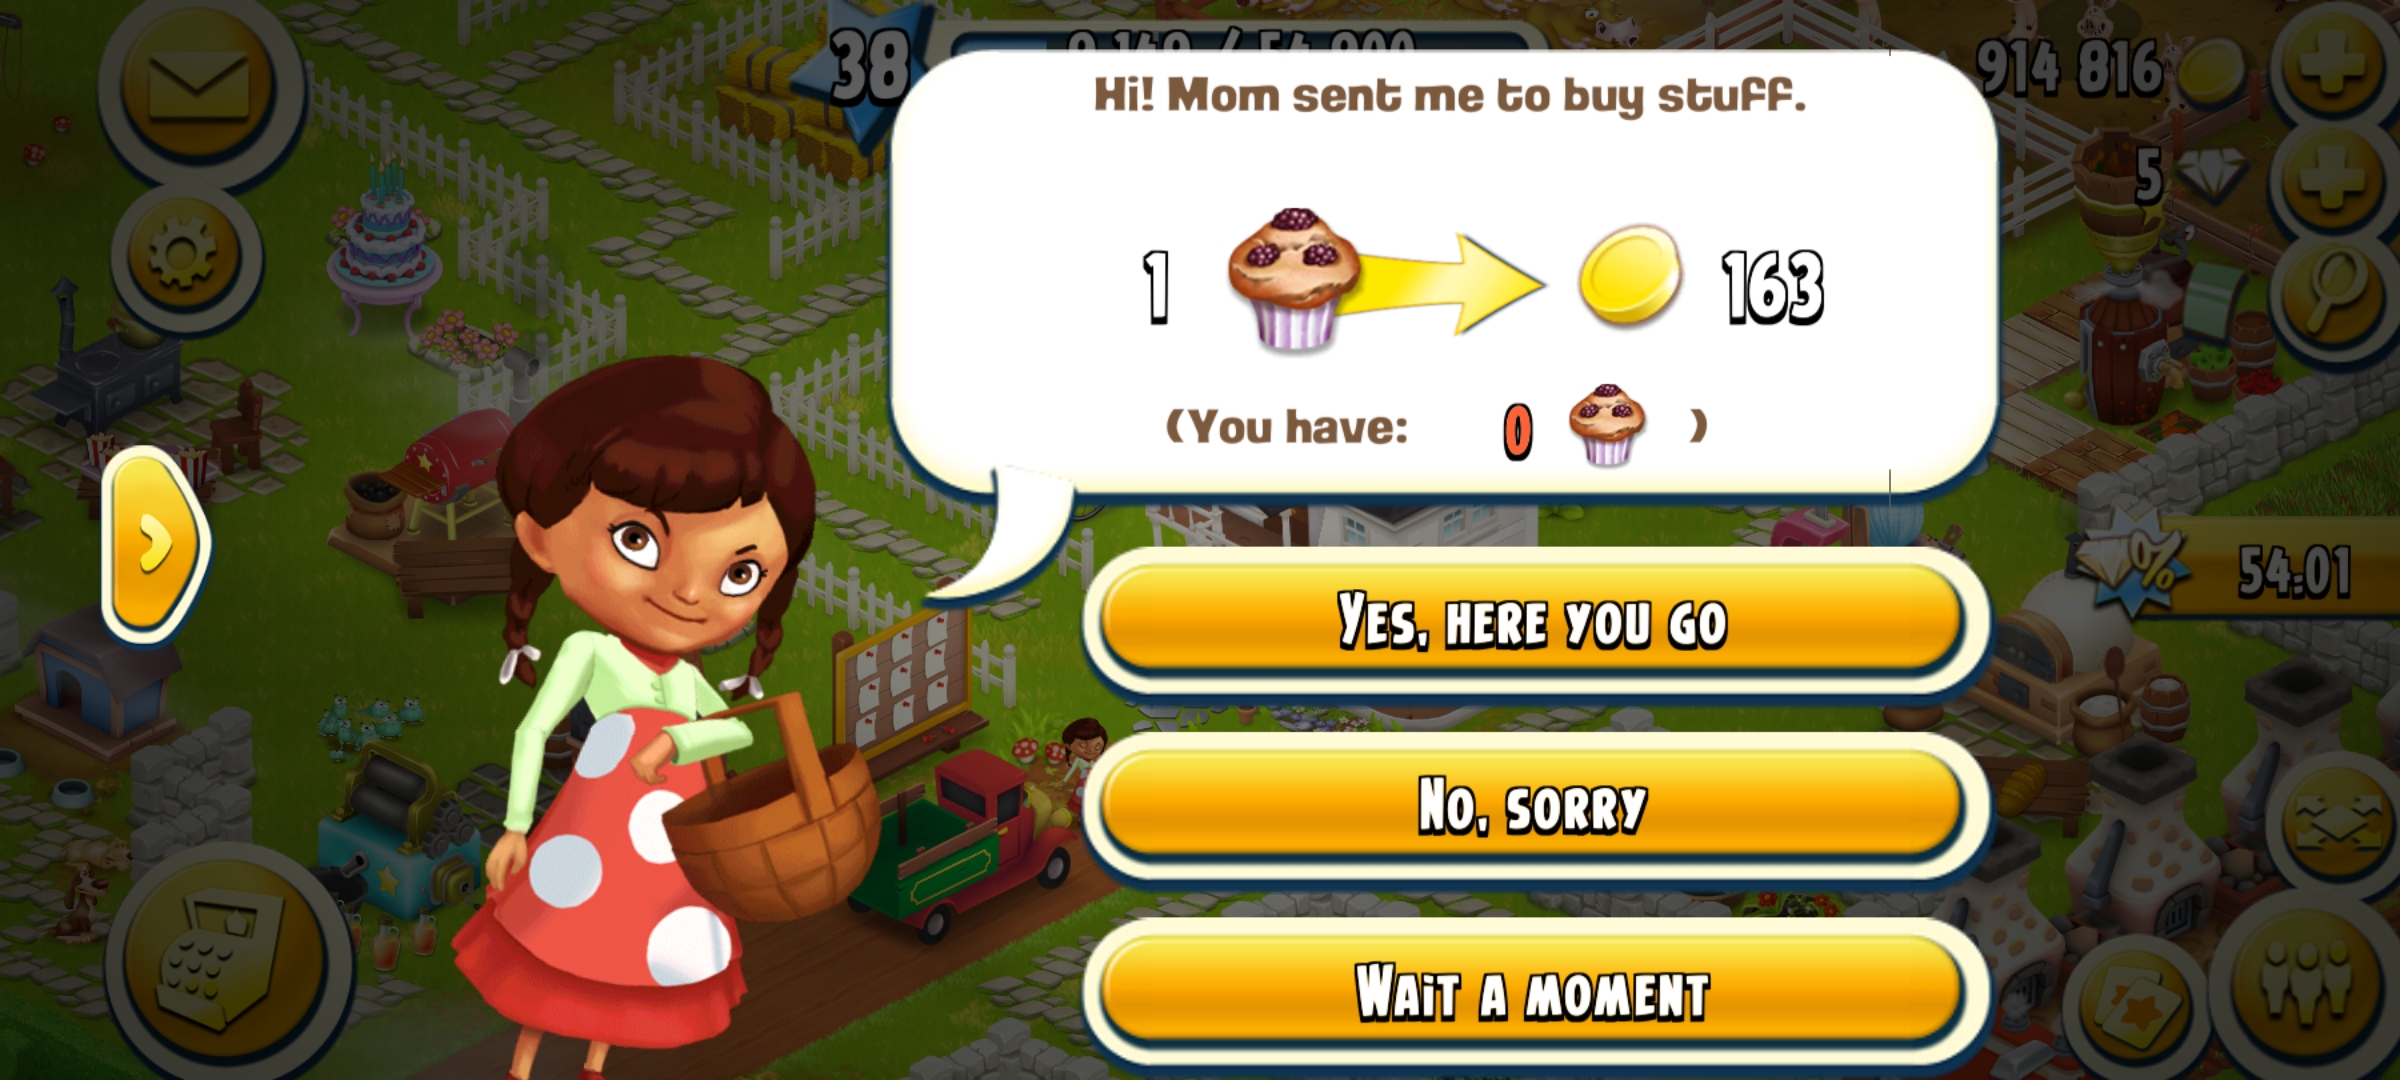 38
914 816
5
Hi! Mom sent me to buy stuff.
1
163
(You have: 0 )
Yes, here you go
%
54:01
No, sorry
Wait a moment